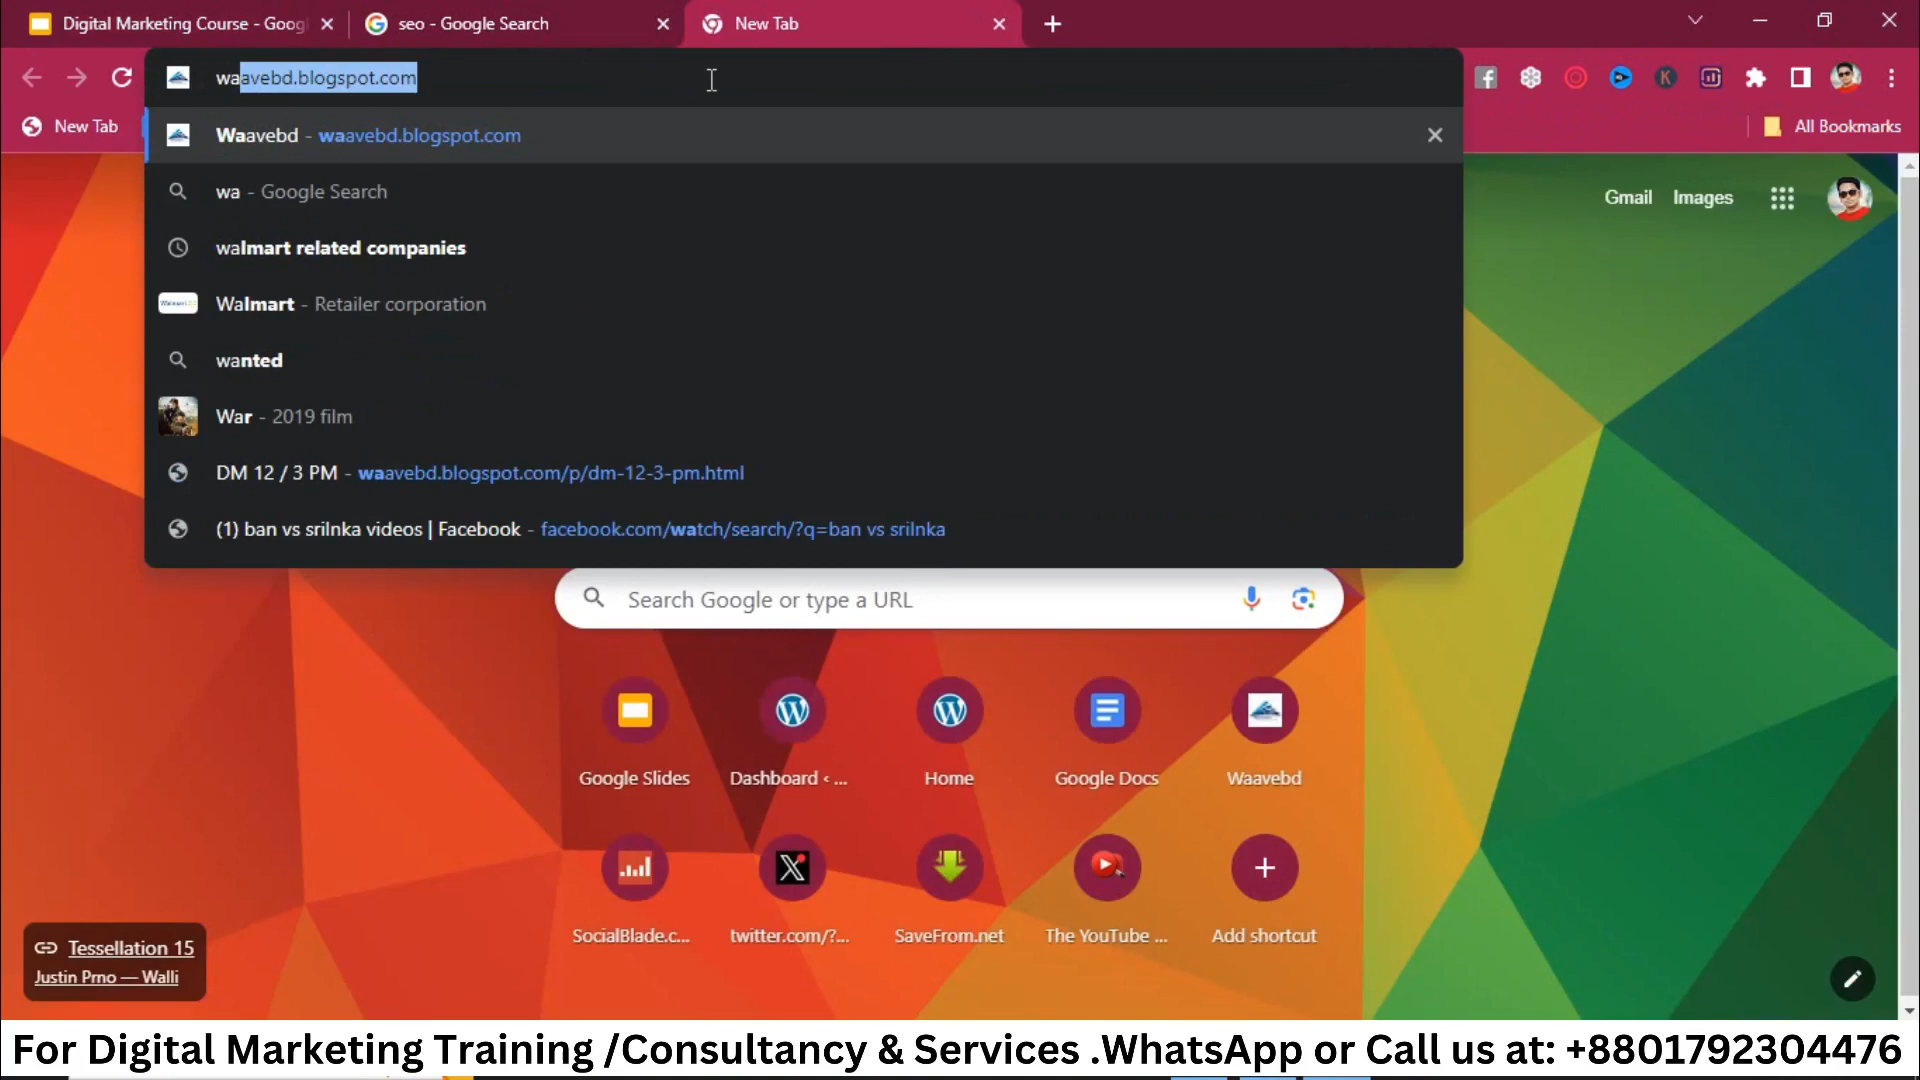 Digital Marketing Course - Goog
seo - Google Search
New Tab
waavebd.blogspot.com
New Tab
All Bookmarks
Waavebd - waavebd.blogspot.com
wa - Google Search
walmart related companies
Walmart - Retailer corporation
wanted
War - 2019 film
DM 12 / 3 PM - waavebd.blogspot.com/p/dm-12-3-pm.html
(1) ban vs srilnka videos | Facebook - facebook.com/watch/search/?q=ban vs srilnka
Gmail Images
Search Google or type a URL
Google Slides
Dashboard ‹ ...
Home
Google Docs
Waavebd
SocialBlade.c...
twitter.com/?...
SaveFrom.net
The YouTube ...
Add shortcut
Tessellation 15
Justin Prno — Walli
For Digital Marketing Training /Consultancy & Services .WhatsApp or Call us at: +8801792304476